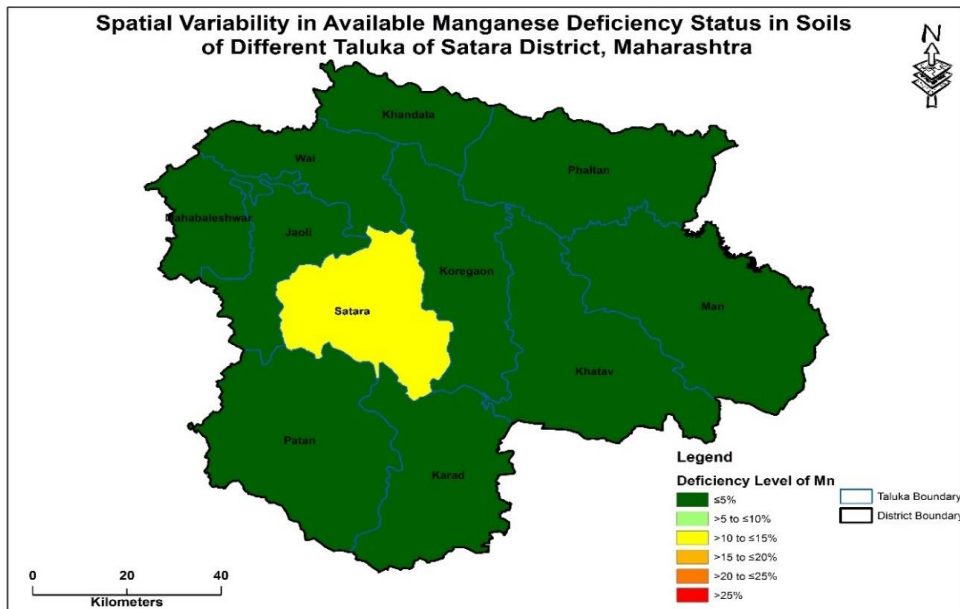 Spatial Variability in Available Manganese Deficiency Status in Soils
of Different Taluka of Satara District, Maharashtra
N
Khandala
Wai
Phaltan
Mahabaleshwar
Jaoli
Koregaon
Satara
Man
Khatav
Patan
Karad
Legend
Deficiency Level of Mn
≤5%
>5 to ≤10%
>10 to ≤15%
>15 to ≤20%
>20 to ≤25%
>25%
Taluka Boundary
District Boundary
0 20 40
Kilometers